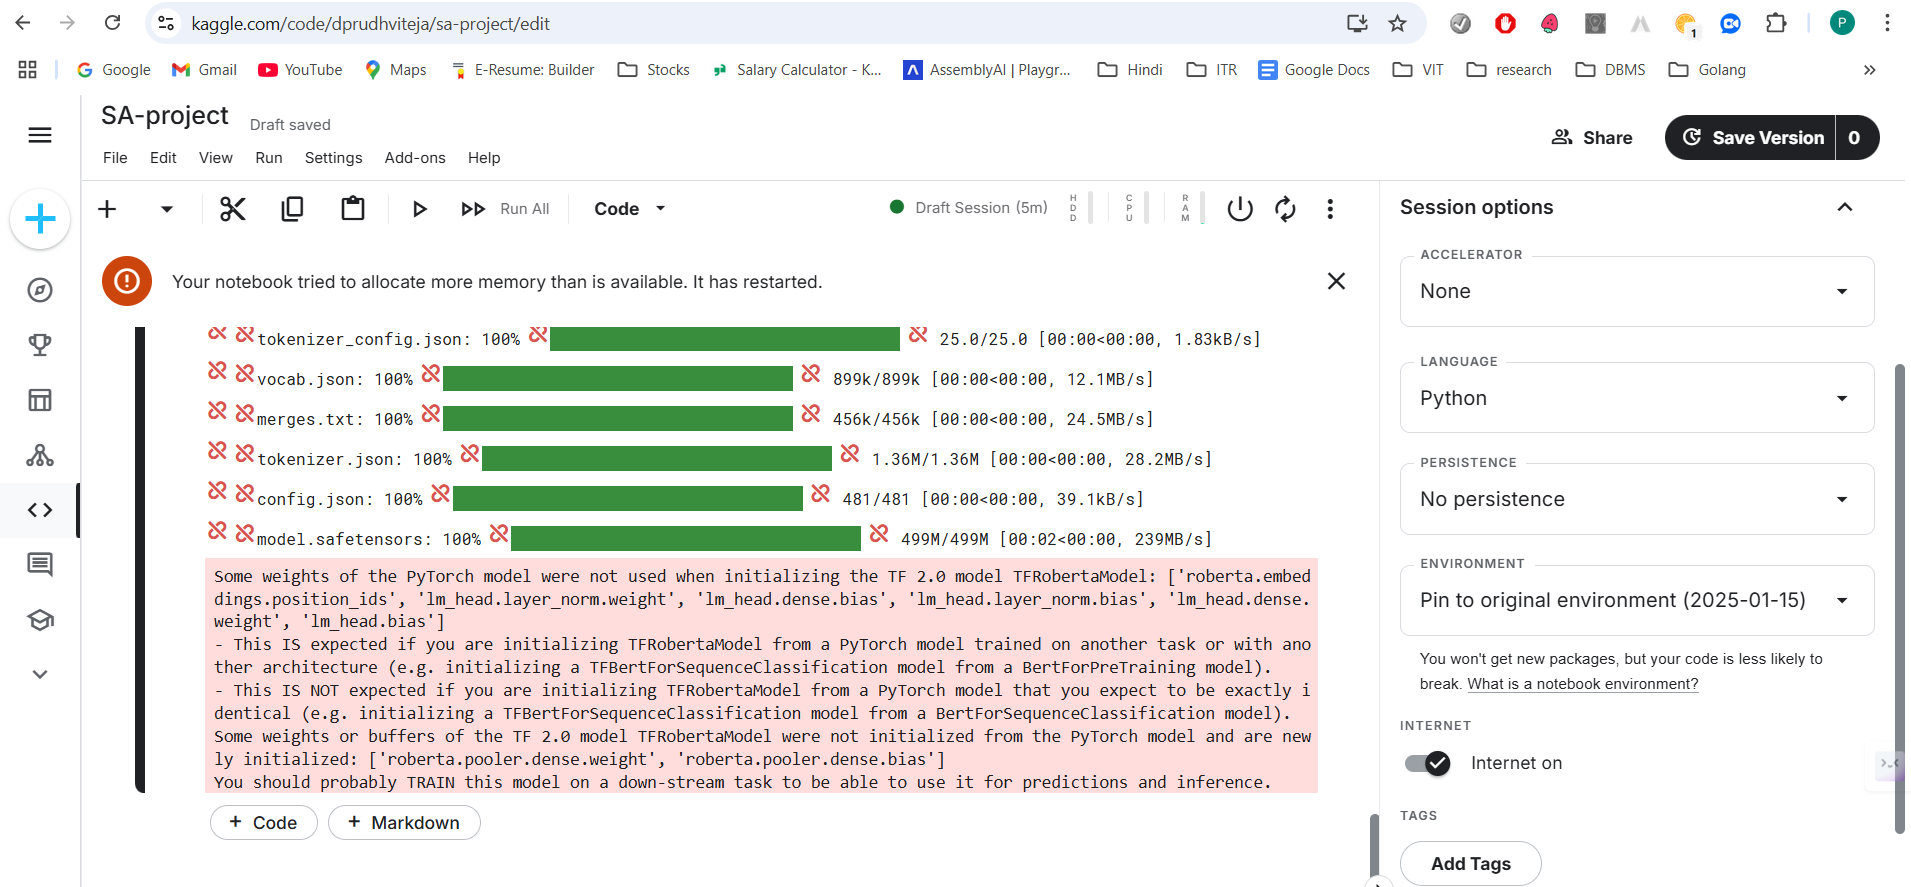 kaggle.com/code/dprudhviteja/sa-project/edit
1
P
Google
Gmail
YouTube
Maps
E-Resume: Builder
Stocks
Salary Calculator - K...
AssemblyAI | Playgr...
Hindi
ITR
Google Docs
VIT
research
DBMS
Golang
SA-project
Draft saved
File Edit View Run Settings Add-ons Help
Share
Save Version 0
Run All
Code
Draft Session (5m)
HDD
CPU
RAM
Your notebook tried to allocate more memory than is available. It has restarted.
tokenizer_config.json: 100% 25.0/25.0 [00:00<00:00, 1.83kB/s]
vocab.json: 100% 899k/899k [00:00<00:00, 12.1MB/s]
merges.txt: 100% 456k/456k [00:00<00:00, 24.5MB/s]
tokenizer.json: 100% 1.36M/1.36M [00:00<00:00, 28.2MB/s]
config.json: 100% 481/481 [00:00<00:00, 39.1kB/s]
model.safetensors: 100% 499M/499M [00:02<00:00, 239MB/s]
Some weights of the PyTorch model were not used when initializing the TF 2.0 model TFRobertaModel: ['roberta.embed
dings.position_ids', 'lm_head.layer_norm.weight', 'lm_head.dense.bias', 'lm_head.layer_norm.bias', 'lm_head.dense.
weight', 'lm_head.bias']
- This IS expected if you are initializing TFRobertaModel from a PyTorch model trained on another task or with ano
ther architecture (e.g. initializing a TFBertForSequenceClassification model from a BertForPreTraining model).
- This IS NOT expected if you are initializing TFRobertaModel from a PyTorch model that you expect to be exactly i
dentical (e.g. initializing a TFBertForSequenceClassification model from a BertForSequenceClassification model).
Some weights or buffers of the TF 2.0 model TFRobertaModel were not initialized from the PyTorch model and are new
ly initialized: ['roberta.pooler.dense.weight', 'roberta.pooler.dense.bias']
You should probably TRAIN this model on a down-stream task to be able to use it for predictions and inference.
+ Code
+ Markdown
Session options
ACCELERATOR
None
LANGUAGE
Python
PERSISTENCE
No persistence
ENVIRONMENT
Pin to original environment (2025-01-15)
You won't get new packages, but your code is less likely to
break. What is a notebook environment?
INTERNET
Internet on
TAGS
Add Tags